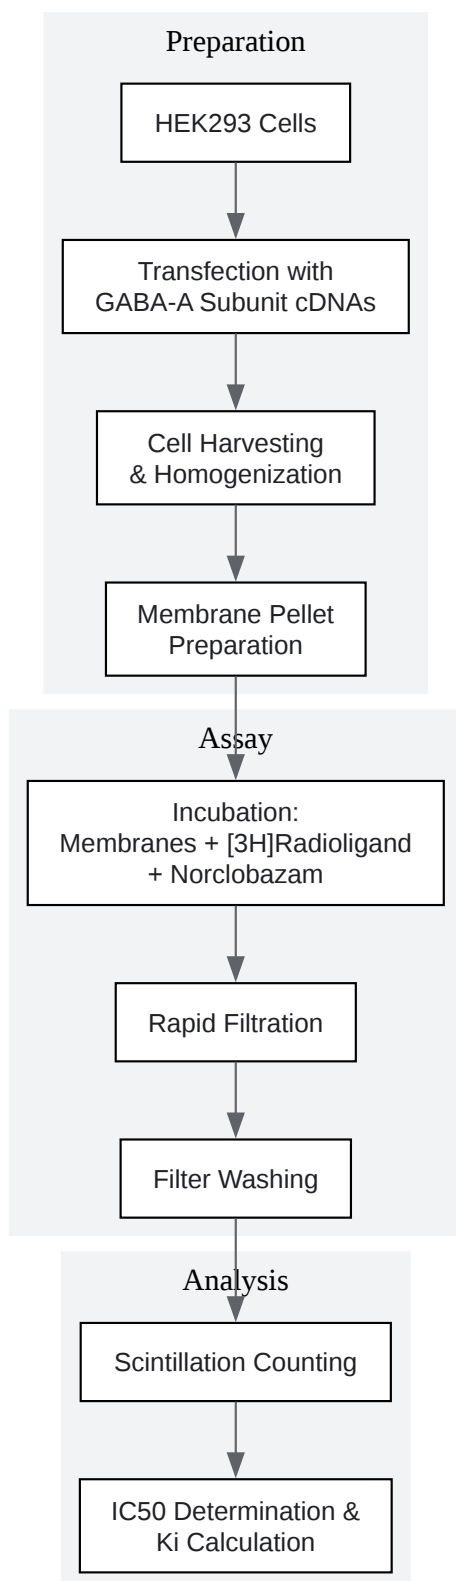 Preparation
HEK293 Cells
Transfection with
GABA-A Subunit cDNAs
Cell Harvesting
& Homogenization
Membrane Pellet
Preparation
Assay
Incubation:
Membranes + [3H]Radioligand
+ Norclobazam
Rapid Filtration
Filter Washing
Analysis
Scintillation Counting
IC50 Determination &
Ki Calculation